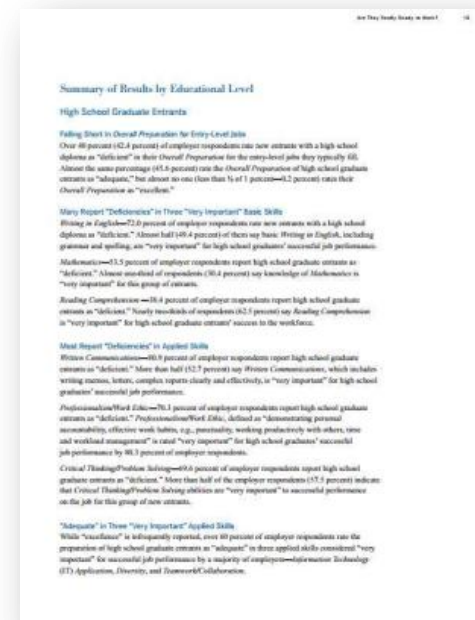 Are They Really Ready to Work? 13
Summary of Results by Educational Level
High School Graduate Entrants
Falling Short in Overall Preparation for Entry-Level Jobs
Over 40 percent (42.4 percent) of employer respondents rate new entrants with a high school
diploma as "deficient" in their Overall Preparation for the entry-level jobs they typically fill.
Almost the same percentage (45.6 percent) rate the Overall Preparation of high school graduate
entrants as "adequate," but almost no one (less than ½ of 1 percent—0.2 percent) rates their
Overall Preparation as "excellent."
Many Report "Deficiencies" in Three "Very Important" Basic Skills
Writing in English—72.0 percent of employer respondents rate new entrants with a high school
diploma as "deficient." Almost half (49.4 percent) of them say basic Writing in English, including
grammar and spelling, are "very important" for high school graduates' successful job performance.
Mathematics—53.5 percent of employer respondents report high school graduate entrants as
"deficient." Almost one-third of respondents (30.4 percent) say knowledge of Mathematics is
"very important" for this group of entrants.
Reading Comprehension—38.4 percent of employer respondents report high school graduate
entrants as "deficient." Nearly two-thirds of respondents (62.5 percent) say Reading Comprehension
is "very important" for high school graduate entrants' success in the workforce.
Most Report "Deficiencies" in Applied Skills
Written Communications—80.9 percent of employer respondents report high school graduate
entrants as "deficient." More than half (52.7 percent) say Written Communications, which includes
writing memos, letters, complex reports clearly and effectively, is "very important" for high school
graduates' successful job performance.
Professionalism/Work Ethic—70.3 percent of employer respondents report high school graduate
entrants as "deficient." Professionalism/Work Ethic, defined as "demonstrating personal
accountability, effective work habits, e.g., punctuality, working productively with others, time
and workload management" is rated "very important" for high school graduates' successful
job performance by 80.3 percent of employer respondents.
Critical Thinking/Problem Solving—69.6 percent of employer respondents report high school
graduate entrants as "deficient." More than half of the employer respondents (57.5 percent) indicate
that Critical Thinking/Problem Solving abilities are "very important" to successful performance
on the job for this group of new entrants.
"Adequate" in Three "Very Important" Applied Skills
While "excellence" is infrequently reported, over 60 percent of employer respondents rate the
preparation of high school graduate entrants as "adequate" in three applied skills considered "very
important" for successful job performance by a majority of employers—Information Technology
(IT) Application, Diversity, and Teamwork/Collaboration.